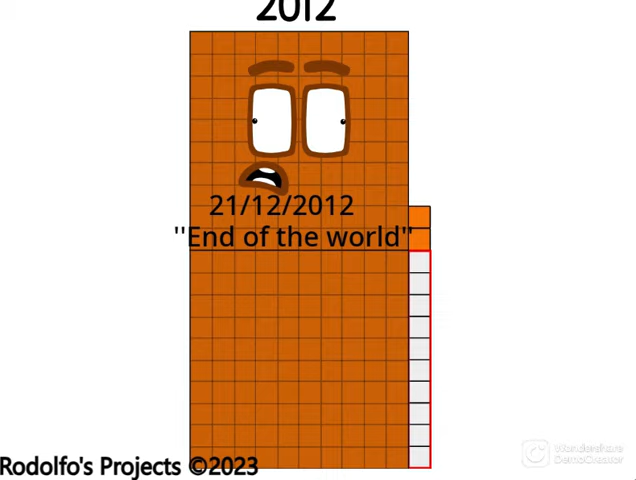 2012
21/12/2012
"End of the world"
Rodolfo's Projects ©2023
Wondershare
DemoCreator